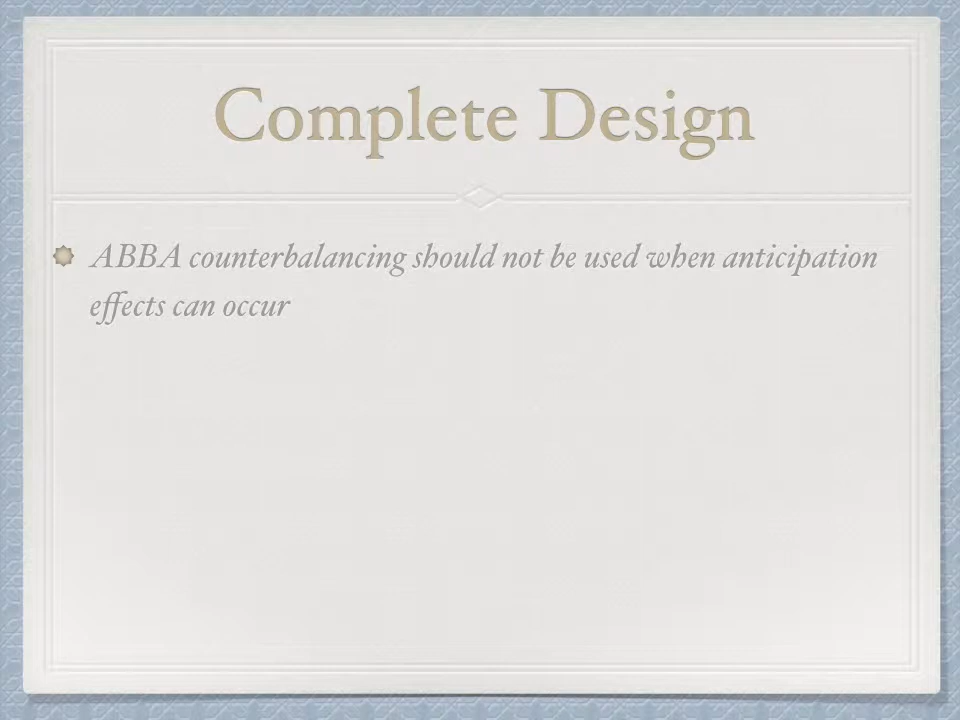 Complete Design
ABBA counterbalancing should not be used when anticipation
effects can occur